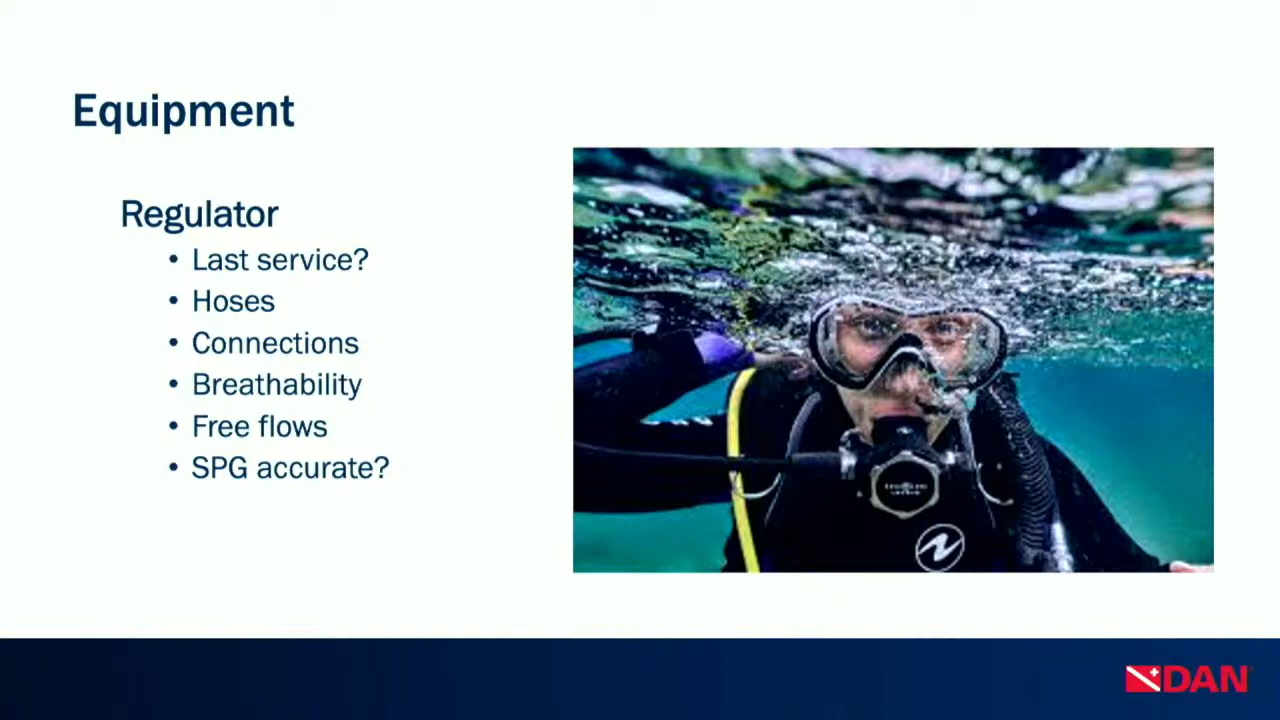 Equipment
Regulator
• Last service?
• Hoses
• Connections
• Breathability
• Free flows
• SPG accurate?
DAN